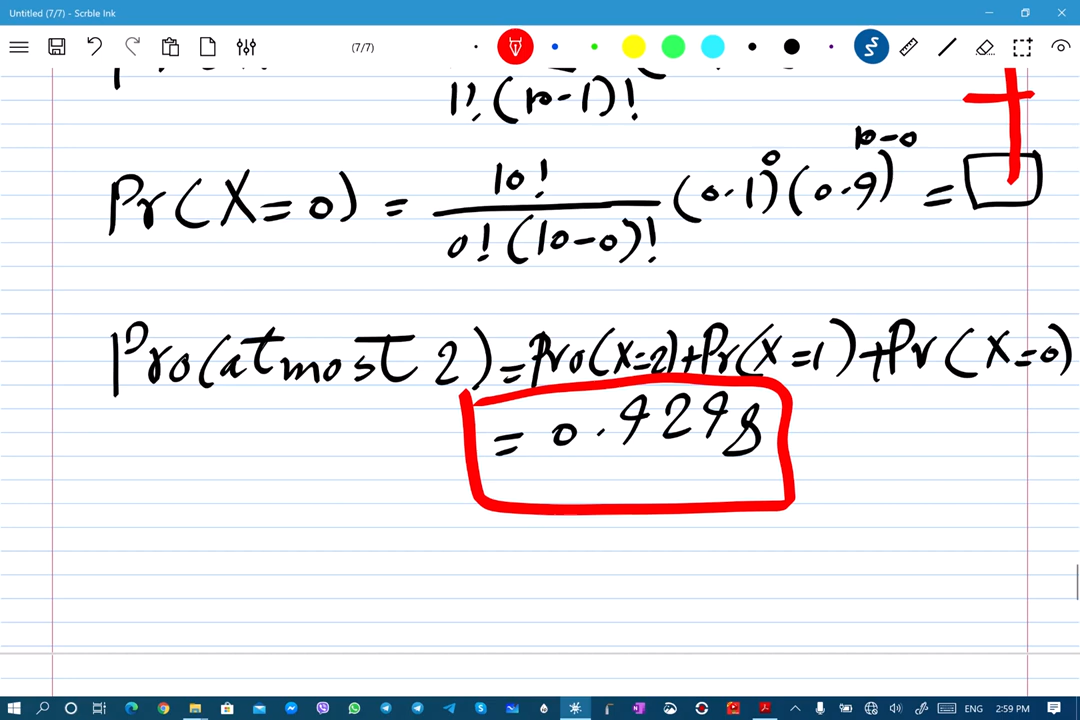 Untitled (7/7) - Scrble Ink
(7/7)
1!.(10-1)!
Pr(X=0) = 10! / 0!(10-0)! (0.1)^0 (0.9)^10-0 =
Pro(atmost 2)=Pro(X=2)+Pr(X=1)+Pr(X=0)
= 0.9298
ENG 2:59 PM